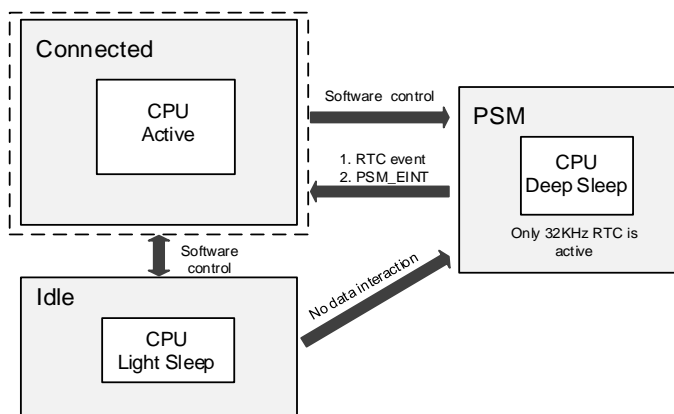 Connected
CPU
Active
Software control
PSM
1. RTC event
2. PSM_EINT
CPU
Deep Sleep
Only 32KHz RTC is
active
Software
control
No data interaction
Idle
CPU
Light Sleep